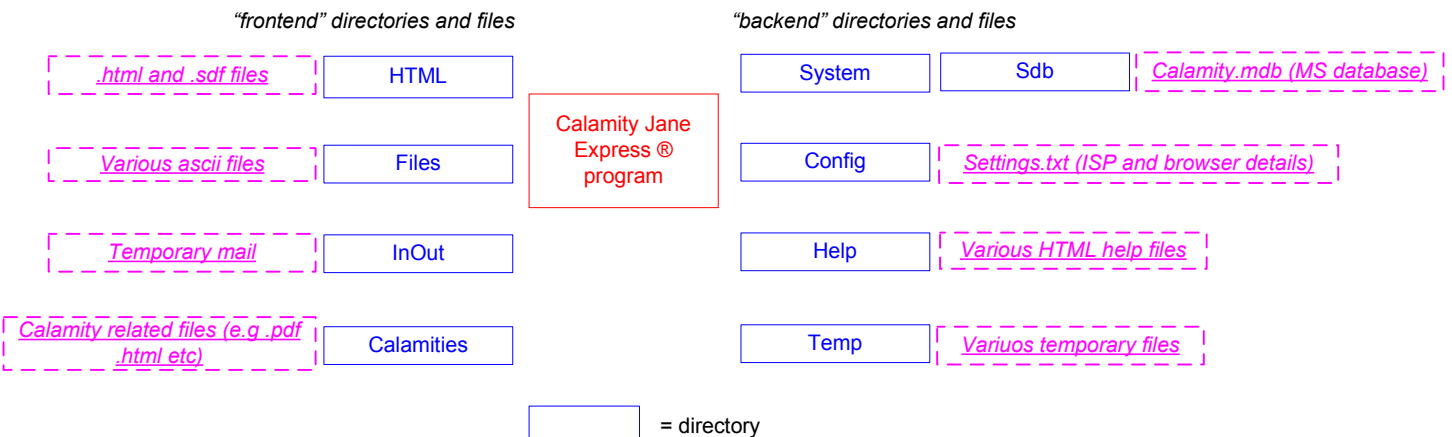 “frontend” directories and files
“backend” directories and files
.html and .sdf files
HTML
System
Sdb
Calamity.mdb (MS database)
Calamity Jane
Express ®
program
Various ascii files
Files
Config
Settings.txt (ISP and browser details)
Temporary mail
InOut
Help
Various HTML help files
Calamity related files (e.g .pdf
.html etc)
Calamities
Temp
Variuos temporary files
= directory